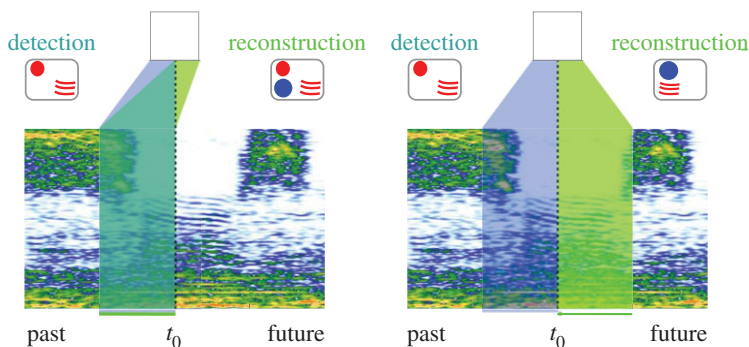 detection
reconstruction
past
t0
future
detection
reconstruction
past
t0
future